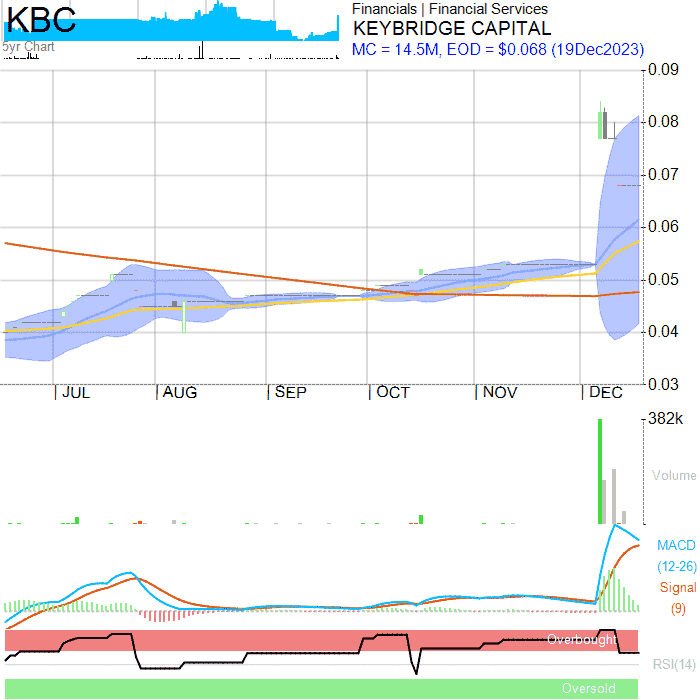 KBC
5yr Chart
Financials | Financial Services
KEYBRIDGE CAPITAL
MC = 14.5M, EOD = $0.068 (19Dec2023)
0.09
0.08
0.07
0.06
0.05
0.04
0.03
JUL AUG SEP OCT NOV DEC
382k
Volume
MACD
(12-26)
Signal
(9)
Overbought
RSI(14)
Oversold